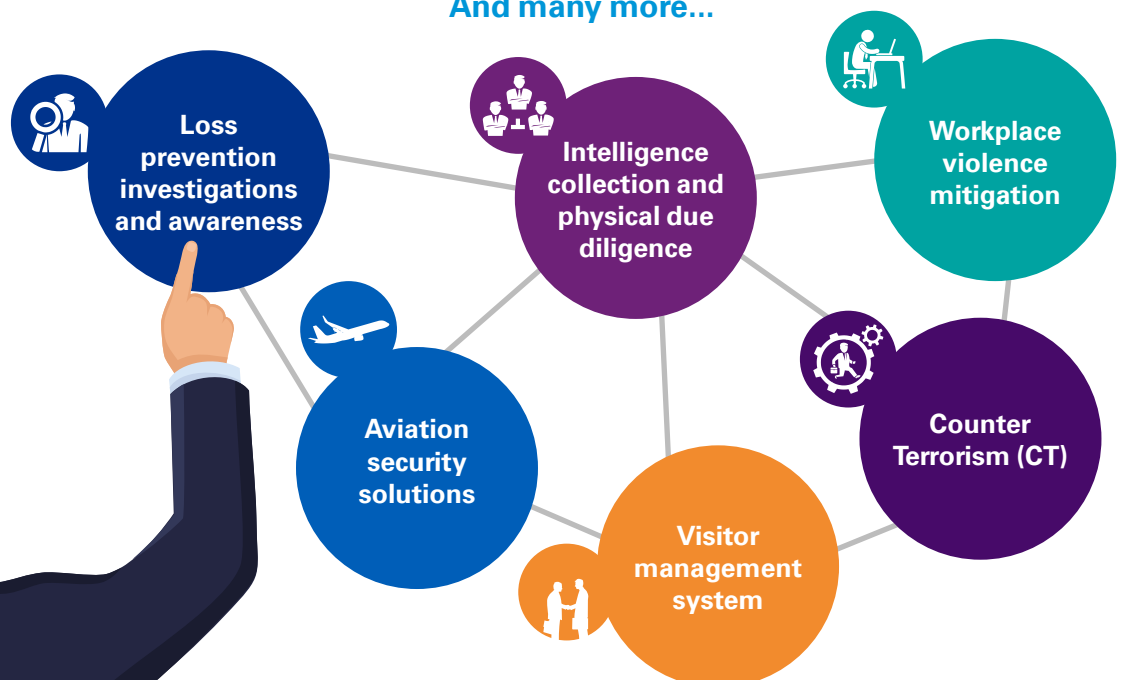 And many more...
Loss
prevention
investigations
and awareness
Intelligence
collection and
physical due
diligence
Workplace
violence
mitigation
Aviation
security
solutions
Counter
Terrorism (CT)
Visitor
management
system